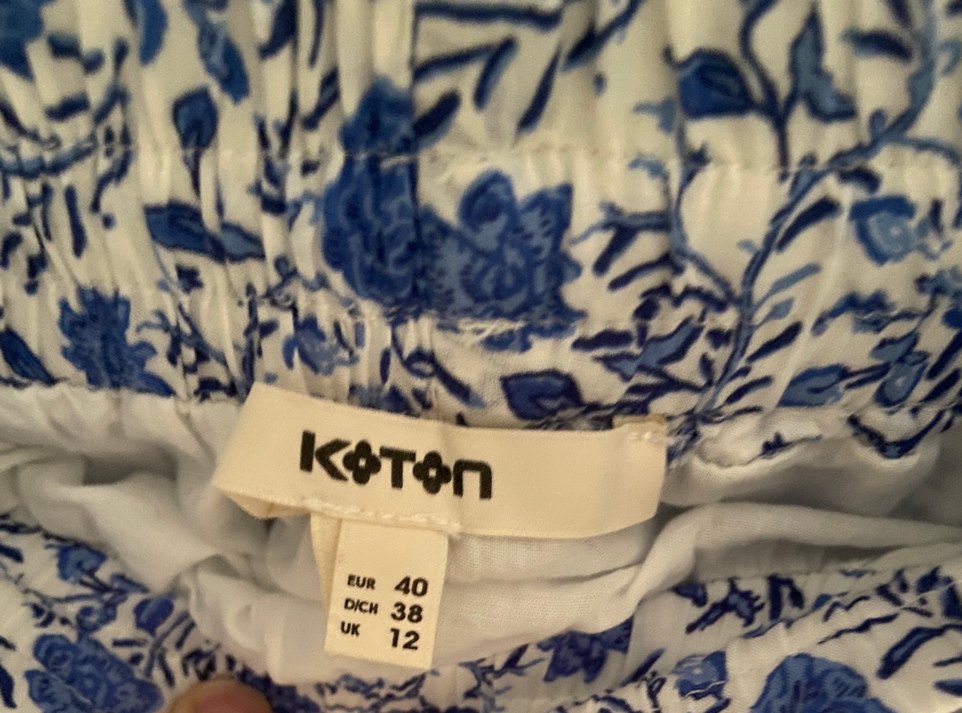 KOTON
EUR 40
D/CH 38
UK 12